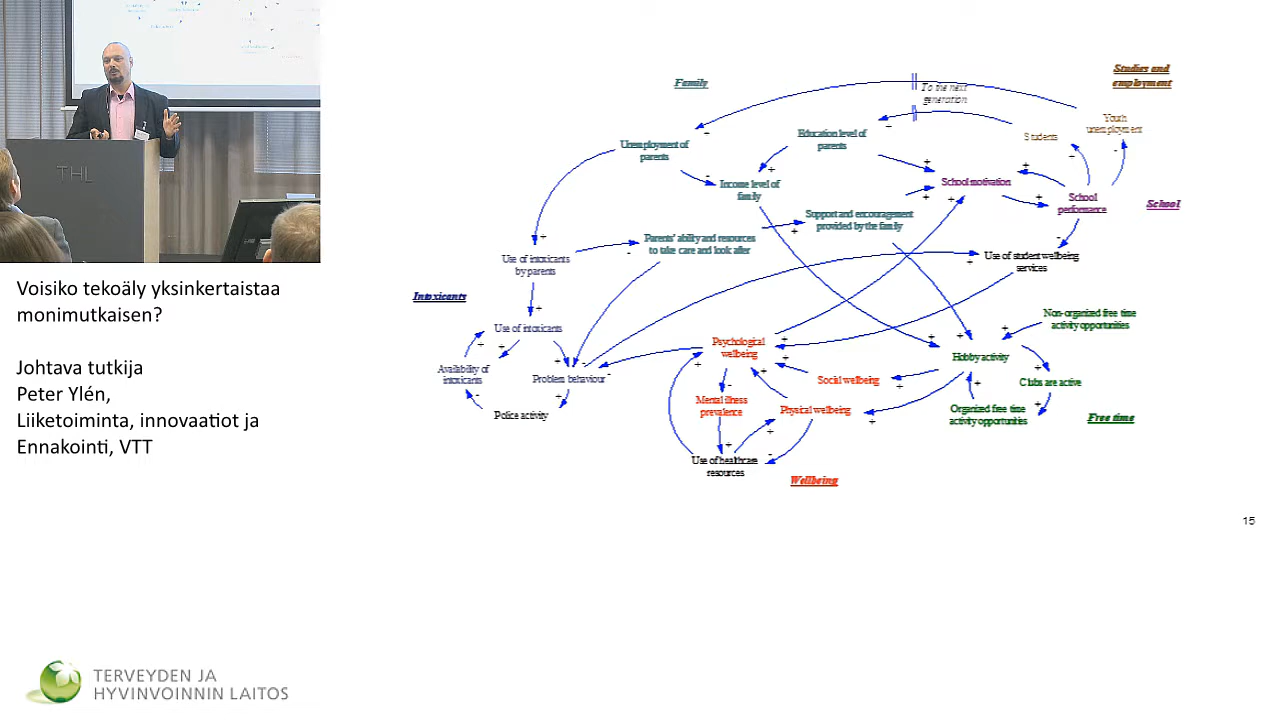 THL
Voisiko tekoäly yksinkertaistaa
monimutkaisen?
Johtava tutkija
Peter Ylén,
Liiketoiminta, innovaatiot ja
Ennakointi, VTT
TERVEYDEN JA
HYVINVOINNIN LAITOS
Family
Studies and
employment
To the next
generation
Unemployment of
parents
Education level of
parents
Students
Youth
unemployment
Income level of
family
School motivation
School
performance
School
Support and encouragement
provided by the family
Parents' ability and resources
to take care and look after
Use of intoxicants
by parents
Use of student wellbeing
services
Intoxicants
Use of intoxicants
Non-organized free time
activity opportunities
Psychological
wellbeing
Hobby activity
Availability of
intoxicants
Problem behaviour
Social wellbeing
Clubs are active
Mental illness
prevalence
Physical wellbeing
Organized free time
activity opportunities
Police activity
Free time
Use of healthcare
resources
Wellbeing
15